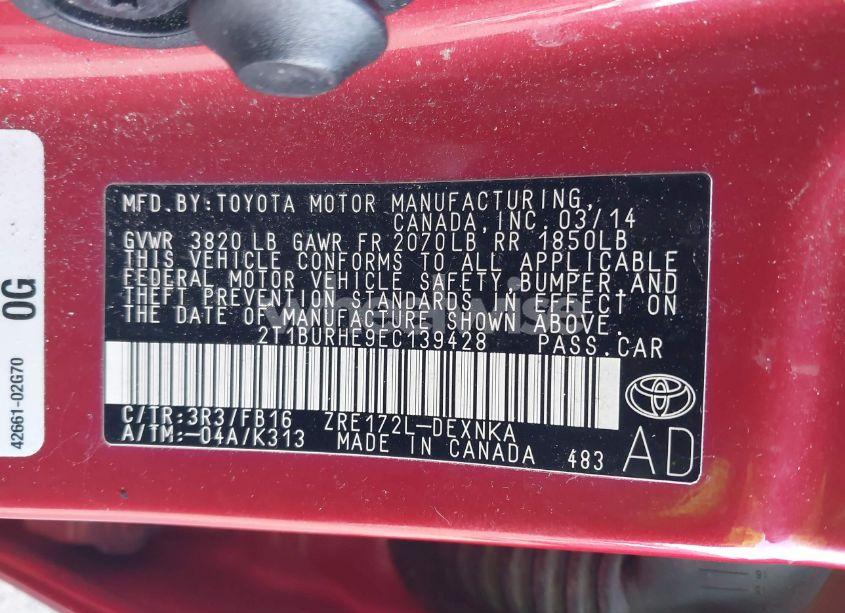 MFD.BY:TOYOTA MOTOR MANUFACTURING,
CANADA,INC. 03/14
GVWR 3820 LB GAWR FR 2070LB RR 1850LB
THIS VEHICLE CONFORMS TO ALL APPLICABLE
FEDERAL MOTOR VEHICLE SAFETY, BUMPER,AND
THEFT PREVENTION STANDARDS IN EFFECT ON
THE DATE OF MANUFACTURE SHOWN ABOVE.
2T1BURHE9EC139428 PASS.CAR
C/TR:3R3/FB16 ZRE172L-DEXNKA
A/TM:-04A/K313 MADE IN CANADA 483
AD
42661-02G70
0G